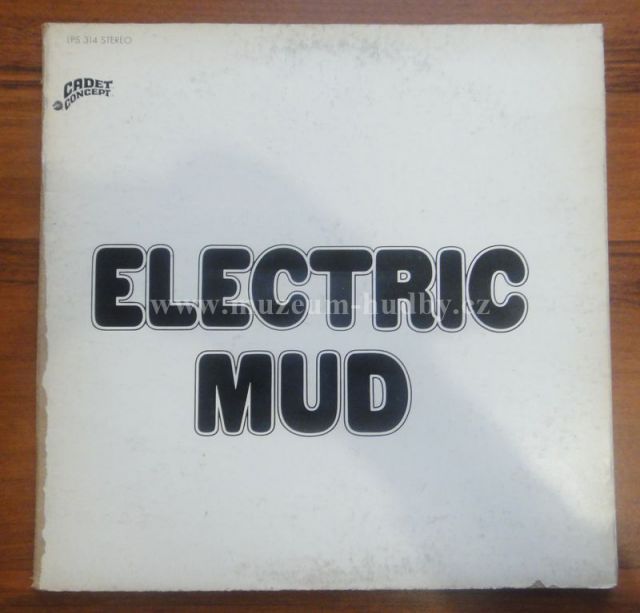 LPS 314 STEREO
CADET
CONCEPT
ELECTRIC
www.muzeum-hudby.cz
MUD